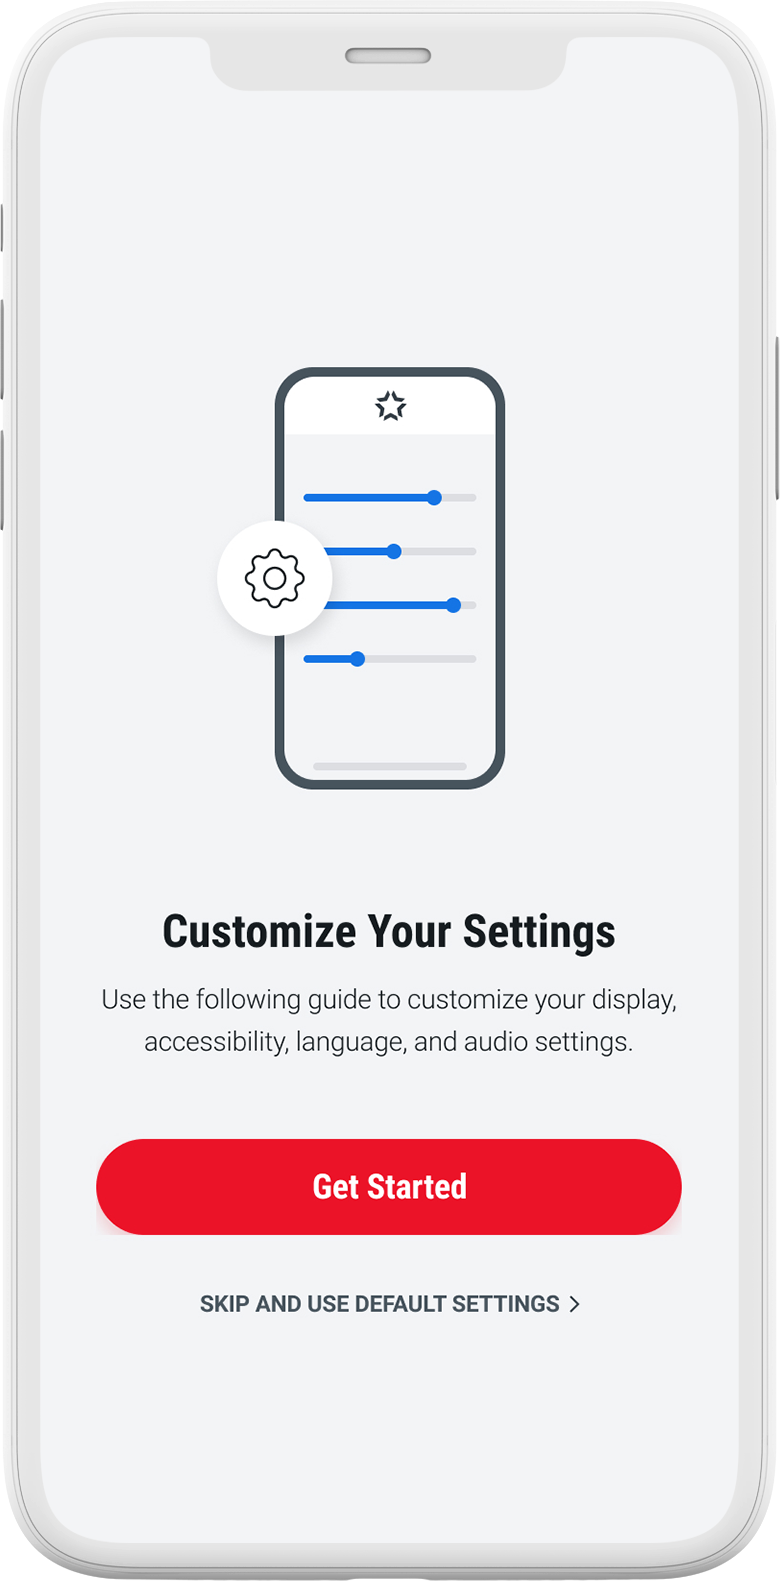 Customize Your Settings
Use the following guide to customize your display,
accessibility, language, and audio settings.
Get Started
SKIP AND USE DEFAULT SETTINGS >